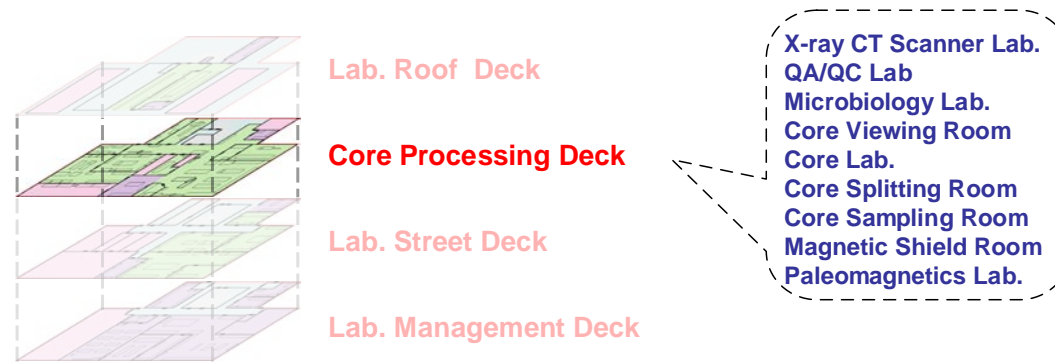 Lab. Roof Deck
Core Processing Deck
Lab. Street Deck
Lab. Management Deck
X-ray CT Scanner Lab.
QA/QC Lab
Microbiology Lab.
Core Viewing Room
Core Lab.
Core Splitting Room
Core Sampling Room
Magnetic Shield Room
Paleomagnetics Lab.